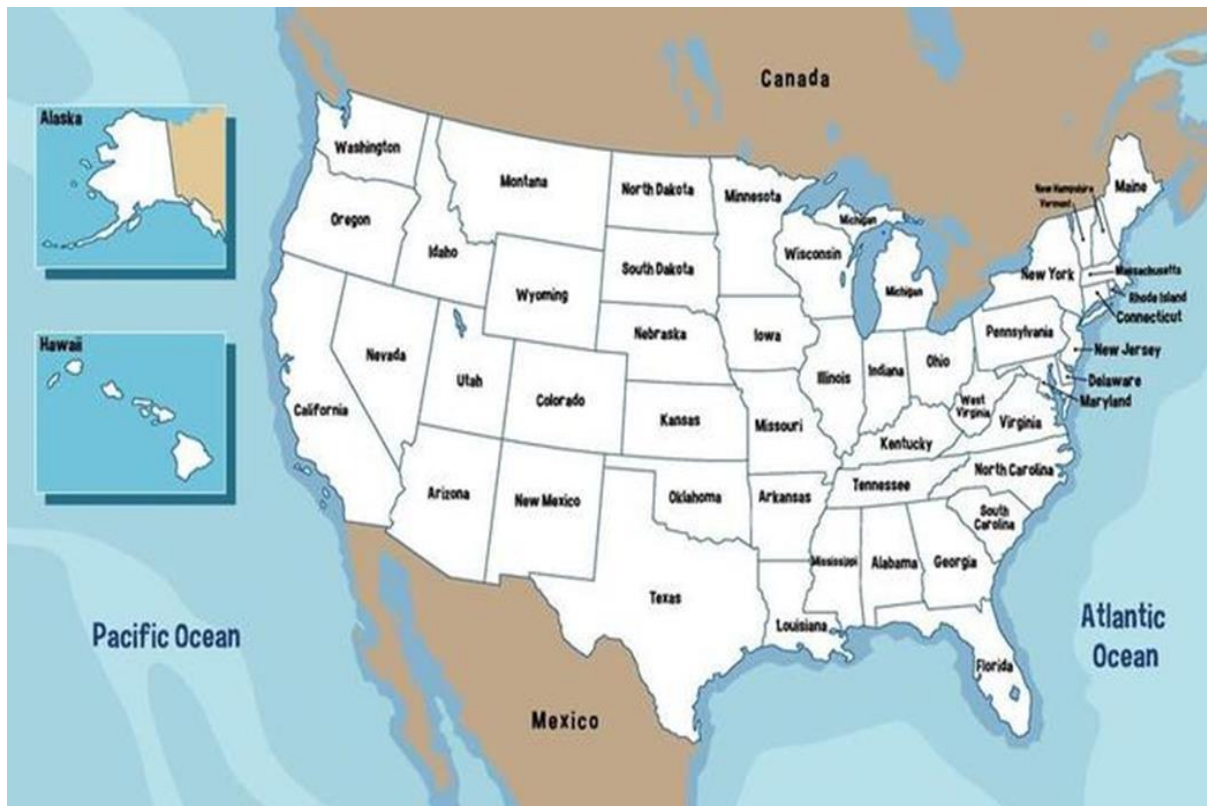 Canada
Alaska
Washington
Montana
North Dakota
Minnesota
Michigan
New Hampshire
Vermont
Maine
Oregon
Idaho
Wisconsin
South Dakota
Wyoming
Michigan
New York
Massachusetts
Rhode Island
Connecticut
Hawaii
Nevada
Nebraska
Iowa
Pennsylvania
New Jersey
Utah
Colorado
Illinois
Indiana
Ohio
Delaware
Maryland
California
Kansas
Missouri
West
Virginia
Virginia
Kentucky
Arizona
New Mexico
Oklahoma
Arkansas
Tennessee
North Carolina
South
Carolina
Mississippi
Alabama
Georgia
Texas
Louisiana
Florida
Pacific Ocean
Atlantic
Ocean
Mexico